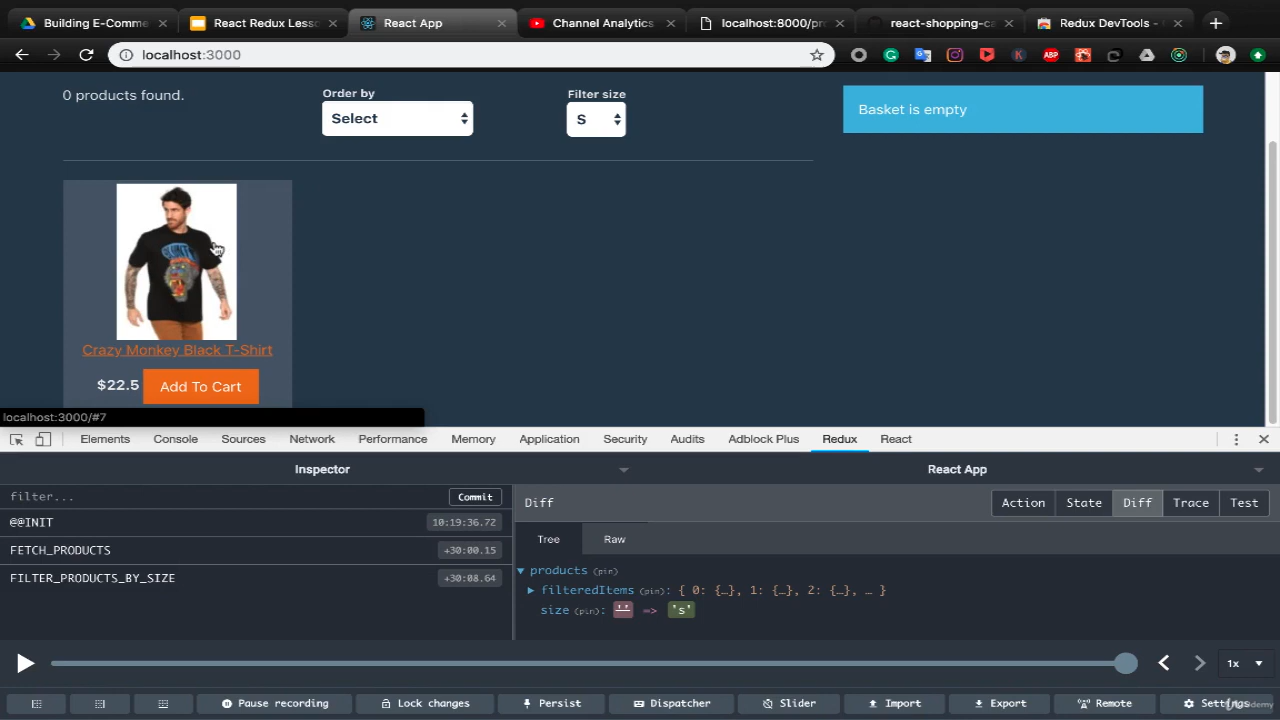 Building E-Comme
React Redux Lesso
React App
Channel Analytics
localhost:8000/pro
react-shopping-ca
Redux DevTools -
localhost:3000
ABP
0 products found.
Order by
Select
Filter size
S
Basket is empty
Crazy Monkey Black T-Shirt
$22.5
Add To Cart
localhost:3000/#7
Elements
Console
Sources
Network
Performance
Memory
Application
Security
Audits
Adblock Plus
Redux
React
Inspector
React App
filter...
Commit
Diff
Action
State
Diff
Trace
Test
@@INIT
10:19:36.72
Tree
Raw
FETCH_PRODUCTS
+30:00.15
FILTER_PRODUCTS_BY_SIZE
+30:08.64
products (pin)
filteredItems (pin): { 0: {…}, 1: {…}, 2: {…}, … }
size (pin): '' => 's'
1x
Pause recording
Lock changes
Persist
Dispatcher
Slider
Import
Export
Remote
Settings